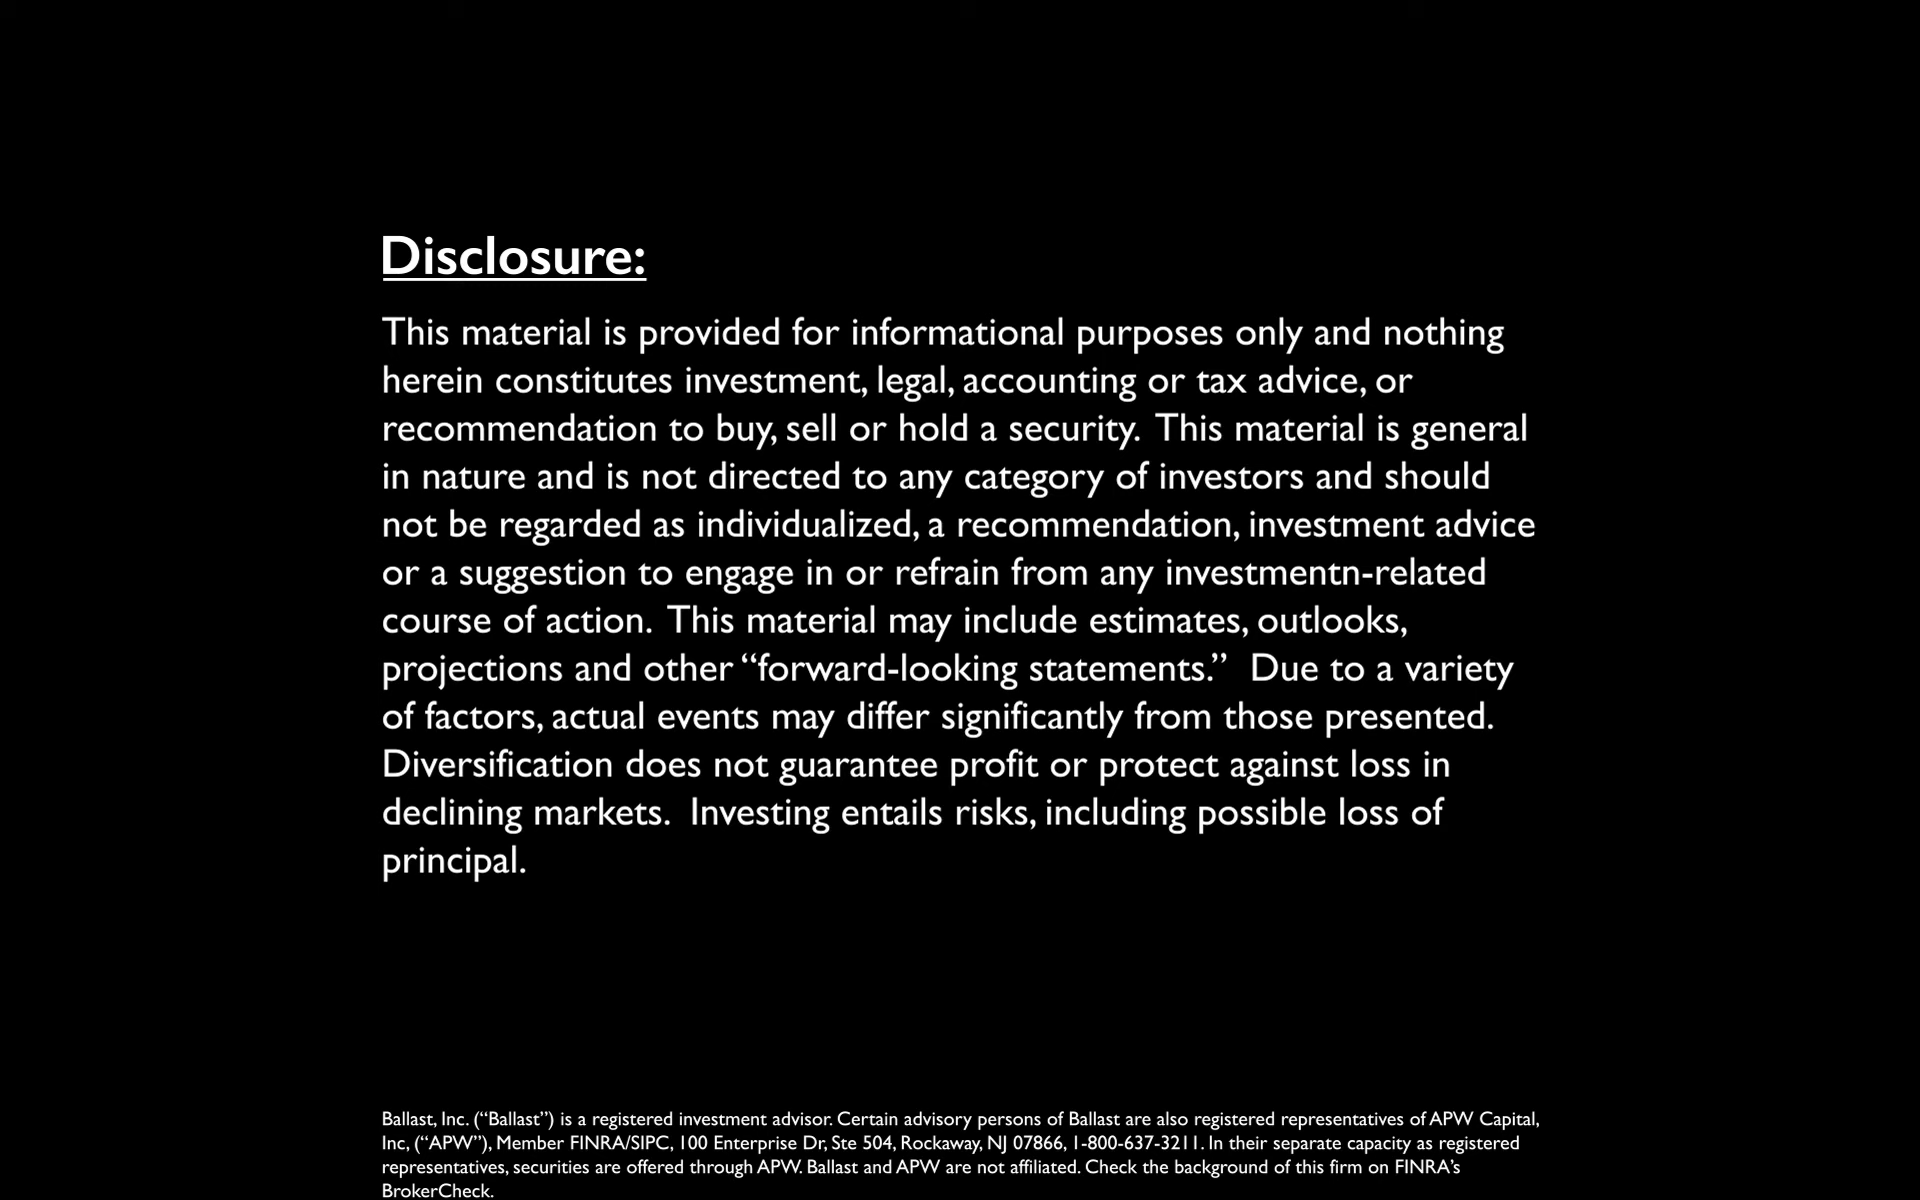 Disclosure:
This material is provided for informational purposes only and nothing
herein constitutes investment, legal, accounting or tax advice, or
recommendation to buy, sell or hold a security.  This material is general
in nature and is not directed to any category of investors and should
not be regarded as individualized, a recommendation, investment advice
or a suggestion to engage in or refrain from any investmentn-related
course of action.  This material may include estimates, outlooks,
projections and other “forward-looking statements.”  Due to a variety
of factors, actual events may differ significantly from those presented.
Diversification does not guarantee profit or protect against loss in
declining markets.  Investing entails risks, including possible loss of
principal.
Ballast, Inc. (“Ballast”) is a registered investment advisor. Certain advisory persons of Ballast are also registered representatives of APW Capital,
Inc, (“APW”), Member FINRA/SIPC, 100 Enterprise Dr, Ste 504, Rockaway, NJ 07866, 1-800-637-3211. In their separate capacity as registered
representatives, securities are offered through APW. Ballast and APW are not affiliated. Check the background of this firm on FINRA’s
BrokerCheck.